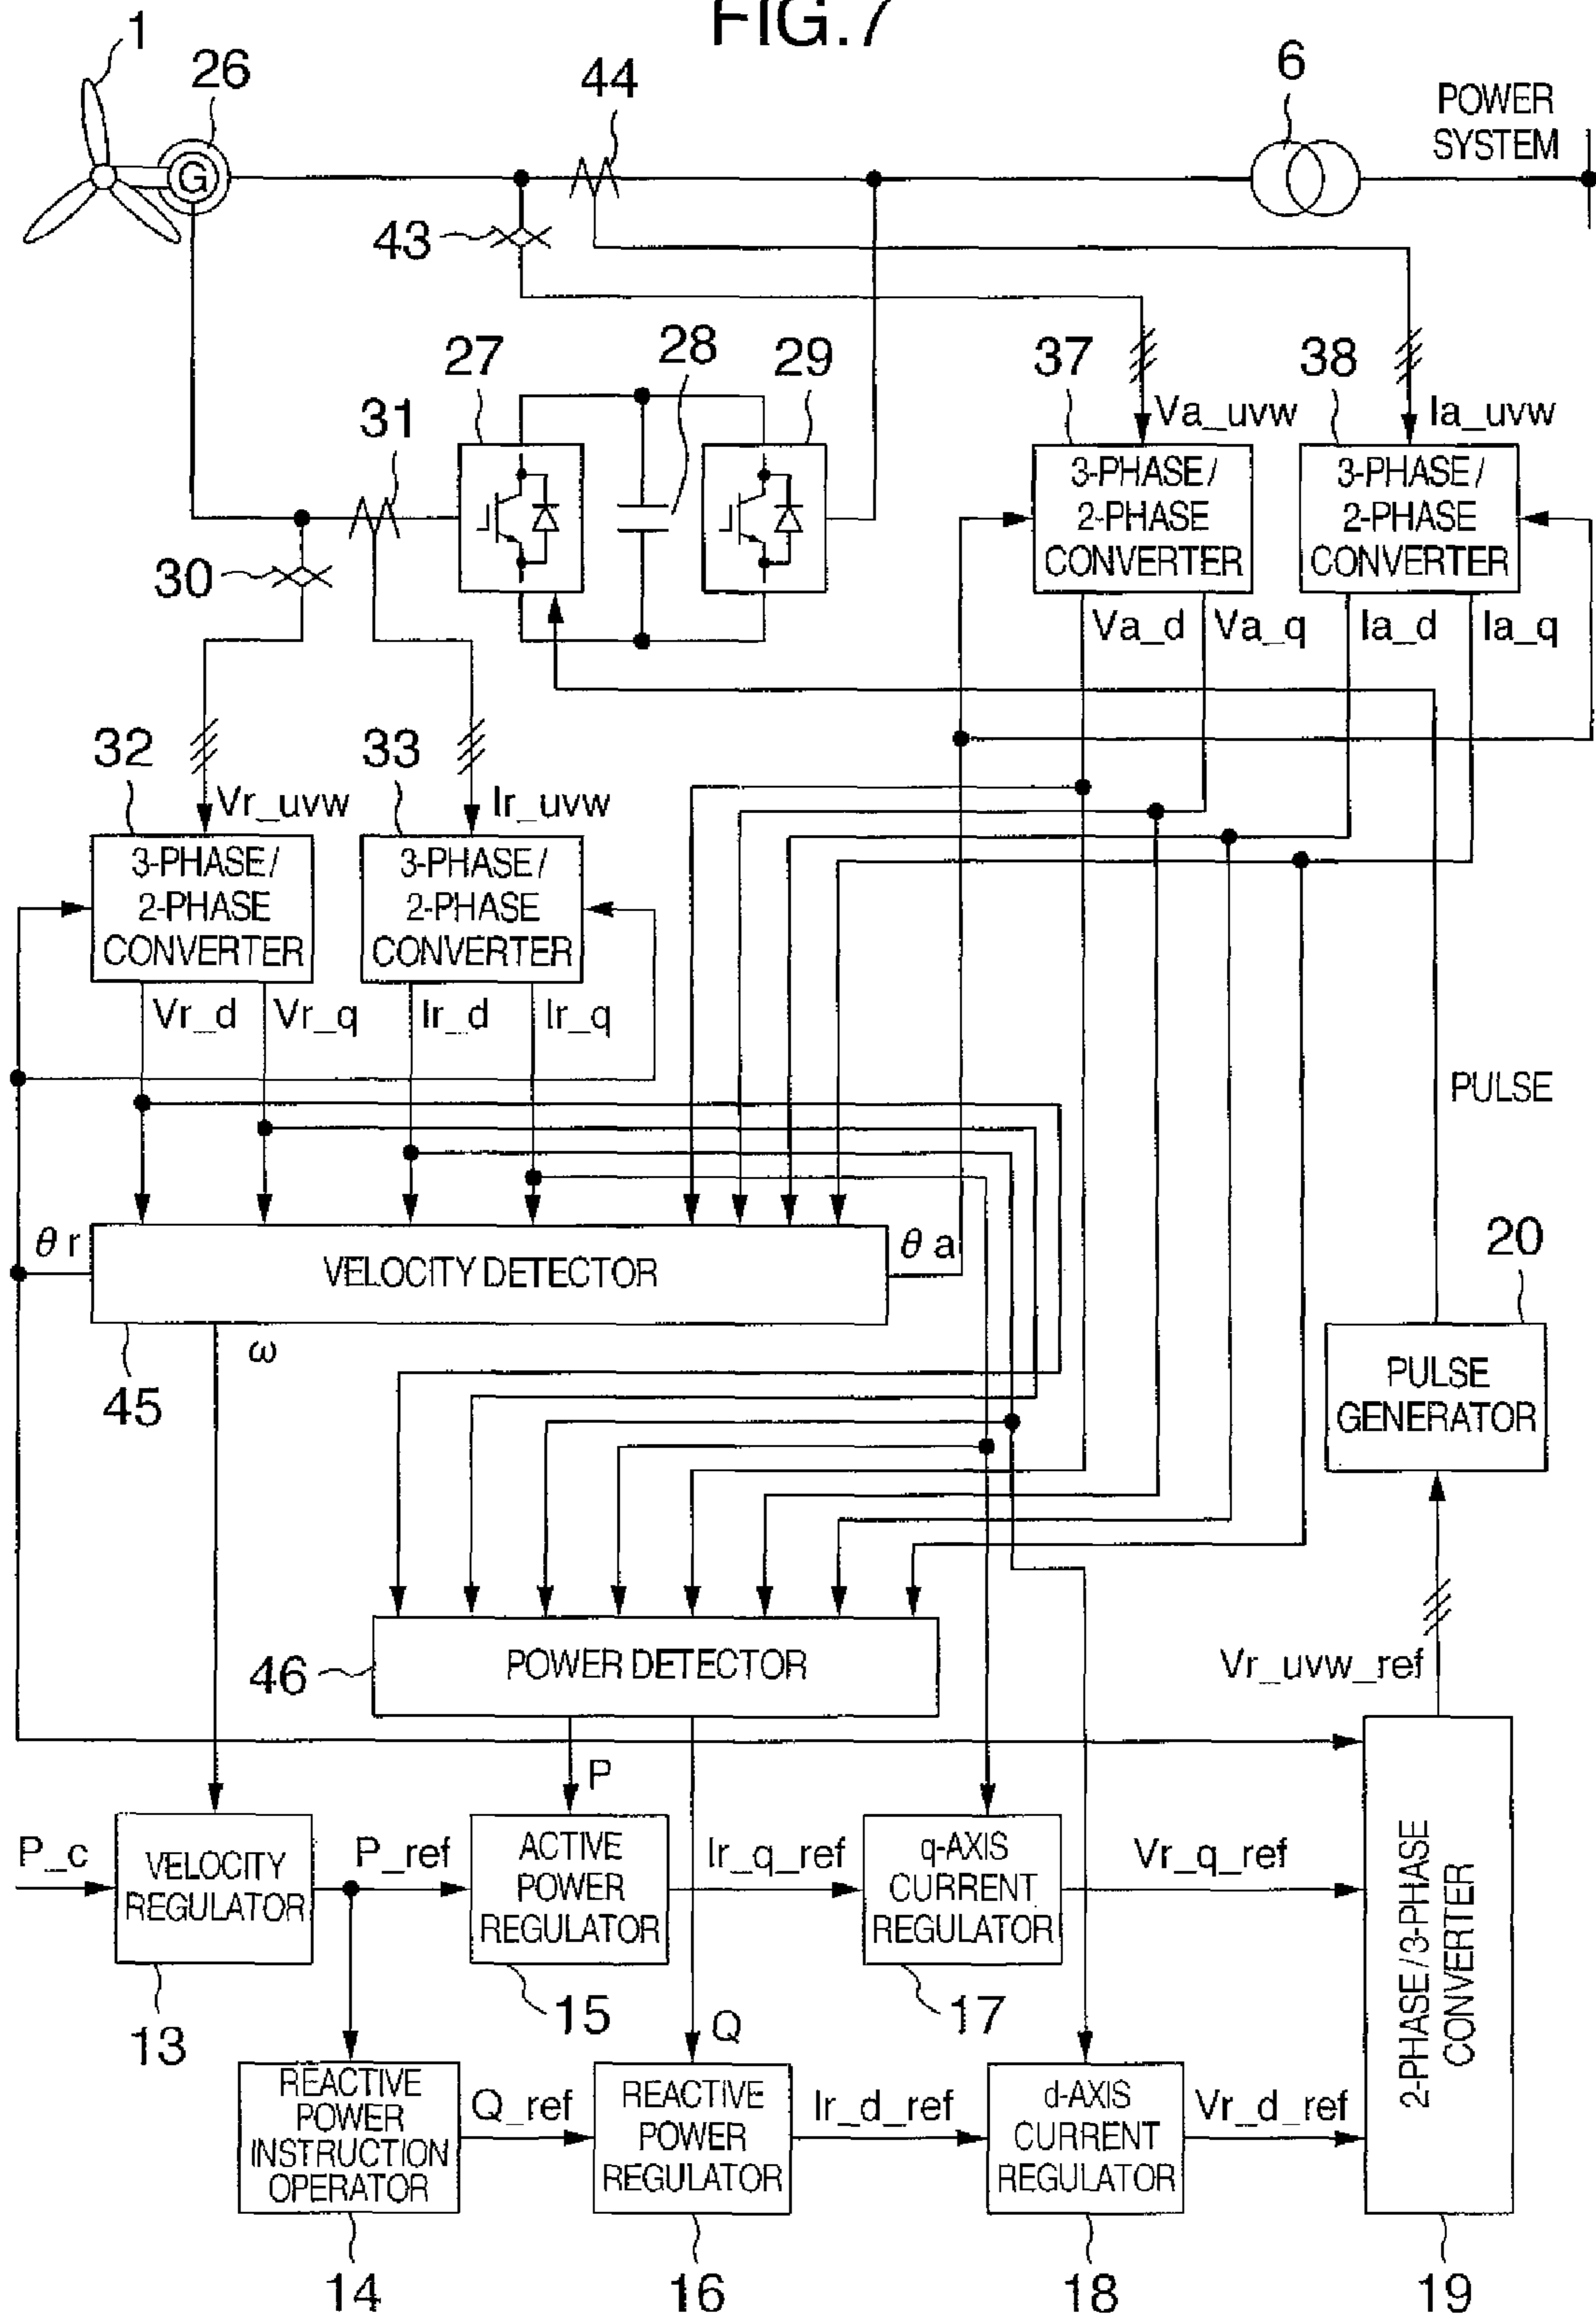 FIG.7
1
26
44
6
POWER
SYSTEM
G
43
27
28
29
37
38
31
Va_uvw
Ia_uvw
3-PHASE/
2-PHASE
CONVERTER
3-PHASE/
2-PHASE
CONVERTER
30
Va_d
Va_q
Ia_d
Ia_q
32
33
Vr_uvw
Ir_uvw
3-PHASE/
2-PHASE
CONVERTER
3-PHASE/
2-PHASE
CONVERTER
Vr_d
Vr_q
Ir_d
Ir_q
PULSE
θr
VELOCITY DETECTOR
θa
20
ω
45
PULSE
GENERATOR
46
POWER DETECTOR
Vr_uvw_ref
P
P_c
VELOCITY
REGULATOR
P_ref
ACTIVE
POWER
REGULATOR
Ir_q_ref
q-AXIS
CURRENT
REGULATOR
Vr_q_ref
2-PHASE/3-PHASE
CONVERTER
13
15
17
Q
REACTIVE
POWER
INSTRUCTION
OPERATOR
Q_ref
REACTIVE
POWER
REGULATOR
Ir_d_ref
d-AXIS
CURRENT
REGULATOR
Vr_d_ref
14
16
18
19